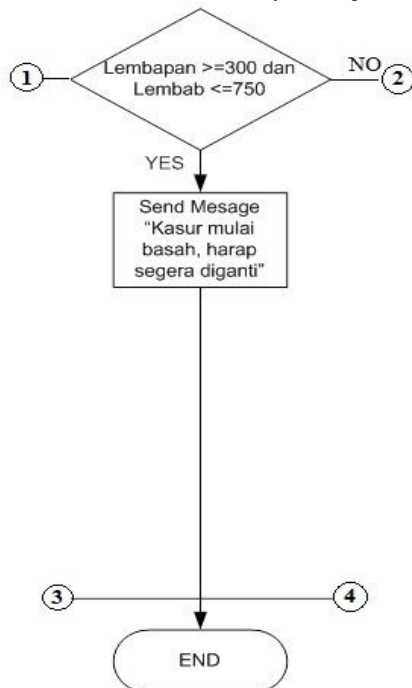 1
Lembapan >=300 dan
Lembab <=750
NO
2
YES
Send Mesage
“Kasur mulai
basah, harap
segera diganti”
3
4
END